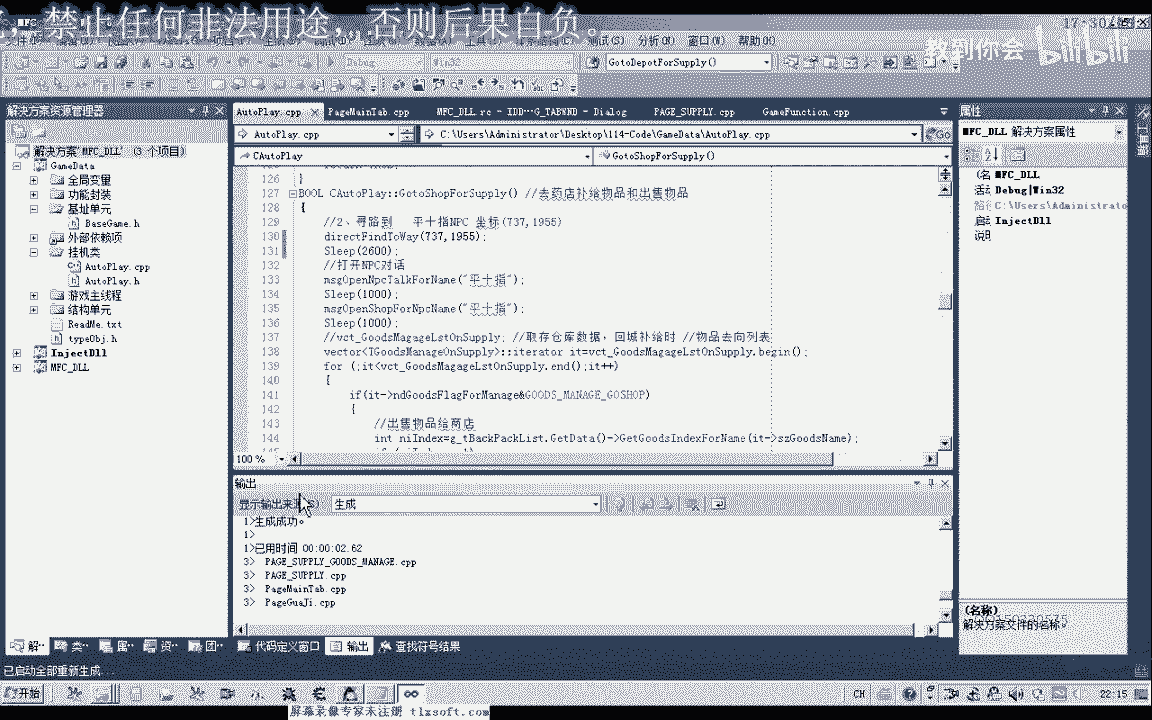 禁止任何非法用途,,否则后果自负。
17-30
教到你会 bilibili
测试(S) 分析(N) 窗口(W) 帮助(H)
Debug Win32 GotoDepotForSupply()
解决方案资源管理器
AutoPlay.cpp PageMainTab.cpp MFC_DLL.rc - IDD...G_TABWND - Dialog PAGE_SUPPLY.cpp GameFunction.cpp
属性
AutoPlay.cpp C:\Users\Administrator\Desktop\114-Code\GameData\AutoPlay.cpp Go
CAutoPlay GotoShopForSupply()
MFC_DLL 解决方案属性
解决方案'MFC_DLL' (3 个项目)
GameData
全局变量
功能封装
基址单元
BaseGame.h
外部依赖项
挂机类
AutoPlay.cpp
AutoPlay.h
游戏主线程
结构单元
ReadMe.txt
typeObj.h
InjectDll
MFC_DLL
126 }
127 BOOL CAutoPlay::GotoShopForSupply() //去药店补给物品和出售物品
128 {
129 //2、寻路到 平十指NPC 坐标(737,1955)
130 directFindToWay(737,1955);
131 Sleep(2600);
132 //打开NPC对话
133 msgOpenNpcTalkForName("平十指");
134 Sleep(1000);
135 msgOpenShopForNpcName("平十指");
136 Sleep(1000);
137 //vct_GoodsMagageLstOnSupply; //取存仓库数据，回城补给时 //物品去向列表
138 vector<TGoodsManageOnSupply>::iterator it=vct_GoodsMagageLstOnSupply.begin();
139 for (;it<vct_GoodsMagageLstOnSupply.end();it++)
140 {
141 if(it->ndGoodsFlagForManage&GOODS_MANAGE_GOSHOP)
142 {
143 //出售物品给商店
144 int niIndex=g_tBackPackList.GetData()->GetGoodsIndexForName(it->szGoodsName);
100 %
(名 MFC_DLL
活动 Debug|Win32
C:\Users\Administrato
启动 InjectDll
说明
输出
显示输出来源(S) 生成
1>生成成功。
1>
1>已用时间 00:00:02.62
3> PAGE_SUPPLY_GOODS_MANAGE.cpp
3> PAGE_SUPPLY.cpp
3> PageMainTab.cpp
3> PageGuaJi.cpp
(名称)
解决方案文件的名称。
解·· 类·· 属·· 资·· 团·· 代码定义窗口 输出 查找符号结果
已启动全部重新生成...
开始 CH 22:15
屏幕录像专家未注册 tlxsoft.com